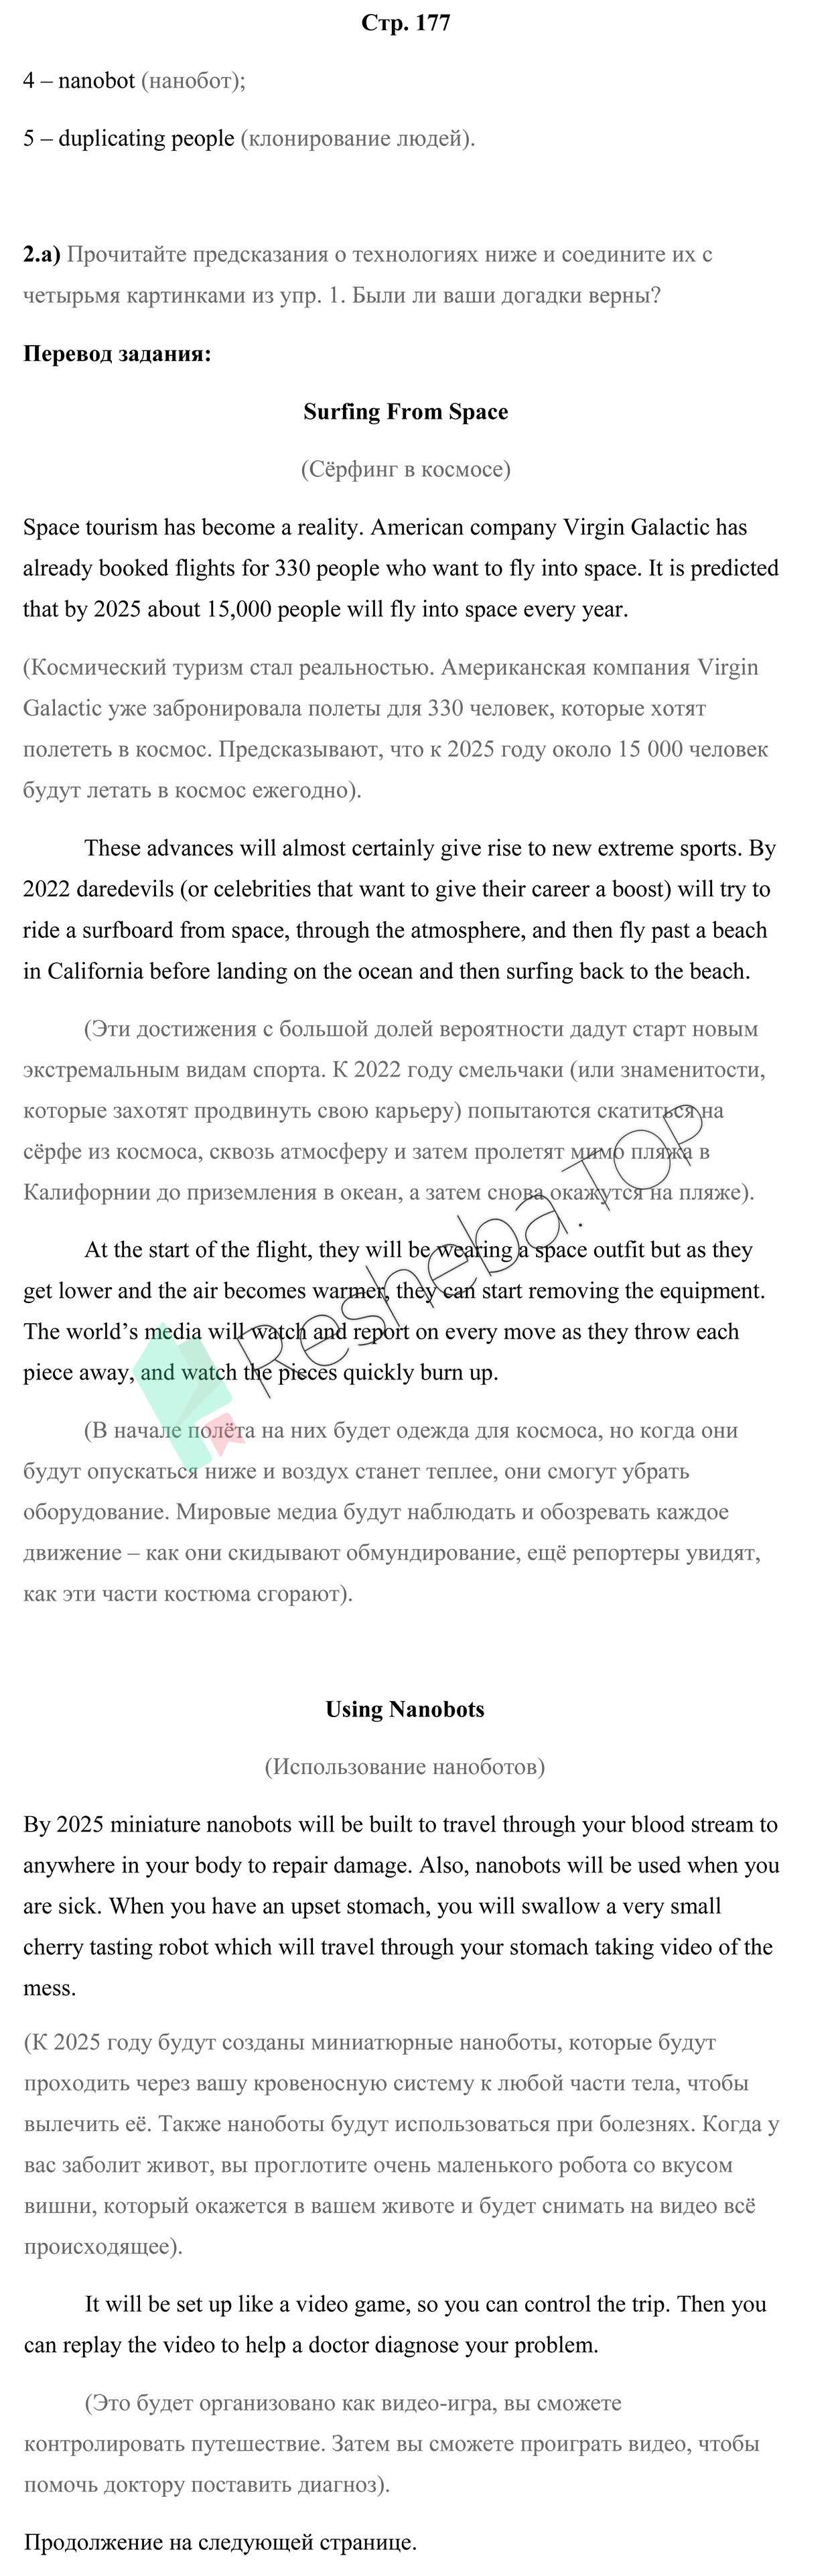 Стр. 177
4 – nanobot (нанобот);
5 – duplicating people (клонирование людей).
2.a) Прочитайте предсказания о технологиях ниже и соедините их с
четырьмя картинками из упр. 1. Были ли ваши догадки верны?
Перевод задания:
Surfing From Space
(Сёрфинг в космосе)
Space tourism has become a reality. American company Virgin Galactic has
already booked flights for 330 people who want to fly into space. It is predicted
that by 2025 about 15,000 people will fly into space every year.
(Космический туризм стал реальностью. Американская компания Virgin
Galactic уже забронировала полеты для 330 человек, которые хотят
полететь в космос. Предсказывают, что к 2025 году около 15 000 человек
будут летать в космос ежегодно).
These advances will almost certainly give rise to new extreme sports. By
2022 daredevils (or celebrities that want to give their career a boost) will try to
ride a surfboard from space, through the atmosphere, and then fly past a beach
in California before landing on the ocean and then surfing back to the beach.
(Эти достижения с большой долей вероятности дадут старт новым
экстремальным видам спорта. К 2022 году смельчаки (или знаменитости,
которые захотят продвинуть свою карьеру) попытаются скатиться на
сёрфе из космоса, сквозь атмосферу и затем пролетят мимо пляжа в
Калифорнии до приземления в океан, а затем снова окажутся на пляже).
At the start of the flight, they will be wearing a space outfit but as they
get lower and the air becomes warmer, they can start removing the equipment.
The world’s media will watch and report on every move as they throw each
piece away, and watch the pieces quickly burn up.
Resheba.TOP
(В начале полёта на них будет одежда для космоса, но когда они
будут опускаться ниже и воздух станет теплее, они смогут убрать
оборудование. Мировые медиа будут наблюдать и обозревать каждое
движение – как они скидывают обмундирование, ещё репортеры увидят,
как эти части костюма сгорают).
Using Nanobots
(Использование наноботов)
By 2025 miniature nanobots will be built to travel through your blood stream to
anywhere in your body to repair damage. Also, nanobots will be used when you
are sick. When you have an upset stomach, you will swallow a very small
cherry tasting robot which will travel through your stomach taking video of the
mess.
(К 2025 году будут созданы миниатюрные наноботы, которые будут
проходить через вашу кровеносную систему к любой части тела, чтобы
вылечить её. Также наноботы будут использоваться при болезнях. Когда у
вас заболит живот, вы проглотите очень маленького робота со вкусом
вишни, который окажется в вашем животе и будет снимать на видео всё
происходящее).
It will be set up like a video game, so you can control the trip. Then you
can replay the video to help a doctor diagnose your problem.
(Это будет организовано как видео-игра, вы сможете
контролировать путешествие. Затем вы сможете проиграть видео, чтобы
помочь доктору поставить диагноз).
Продолжение на следующей странице.